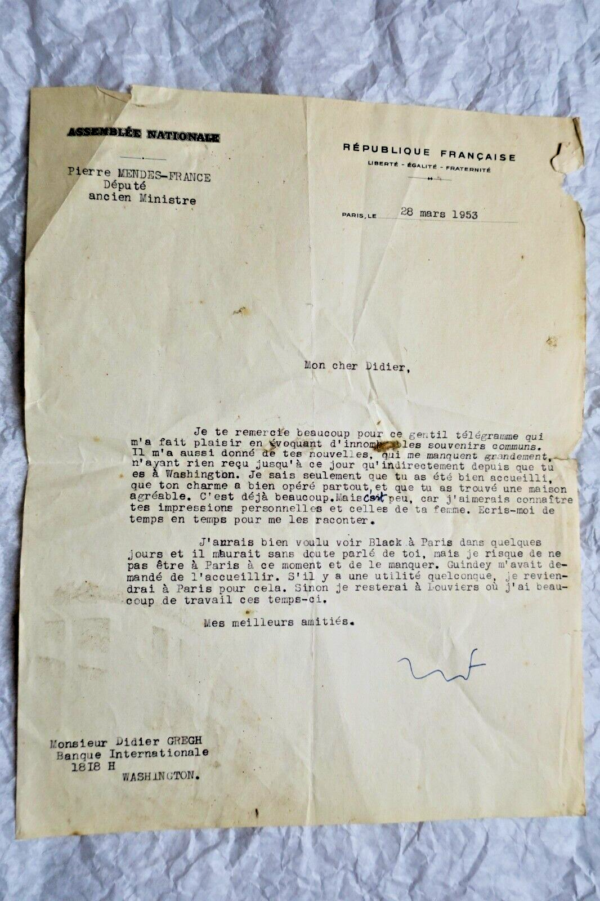 ASSEMBLÉE NATIONALE
Pierre MENDES-FRANCE
Député
ancien Ministre
RÉPUBLIQUE FRANÇAISE
LIBERTÉ - ÉGALITÉ - FRATERNITÉ
PARIS, LE 28 mars 1953
Mon cher Didier,
Je te remercie beaucoup pour ce gentil télégramme qui
m'a fait plaisir en évoquant d'innombrables souvenirs communs.
Il m'a aussi donné de tes nouvelles, qui me manquent grandement,
n'ayant rien reçu jusqu'à ce jour qu'indirectement depuis que tu
es à Washington. Je sais seulement que tu as été bien accueilli,
que ton charme a bien opéré partout, et que tu as trouvé une maison
agréable. C'est déjà beaucoup. Mais c'est peu, car j'aimerais connaître
tes impressions personnelles et celles de ta femme. Ecris-moi de
temps en temps pour me les raconter.
J'aurais bien voulu voir Black à Paris dans quelques
jours et il m'aurait sans doute parlé de toi, mais je risque de ne
pas être à Paris à ce moment et de le manquer. Guindey m'avait de-
mandé de l'accueillir. S'il y a une utilité quelconque, je revien-
drai à Paris pour cela. Sinon je resterai à Louviers où j'ai beau-
coup de travail ces temps-ci.
Mes meilleurs amitiés.
Monsieur Didier GREGH
Banque Internationale
1818 H
WASHINGTON.